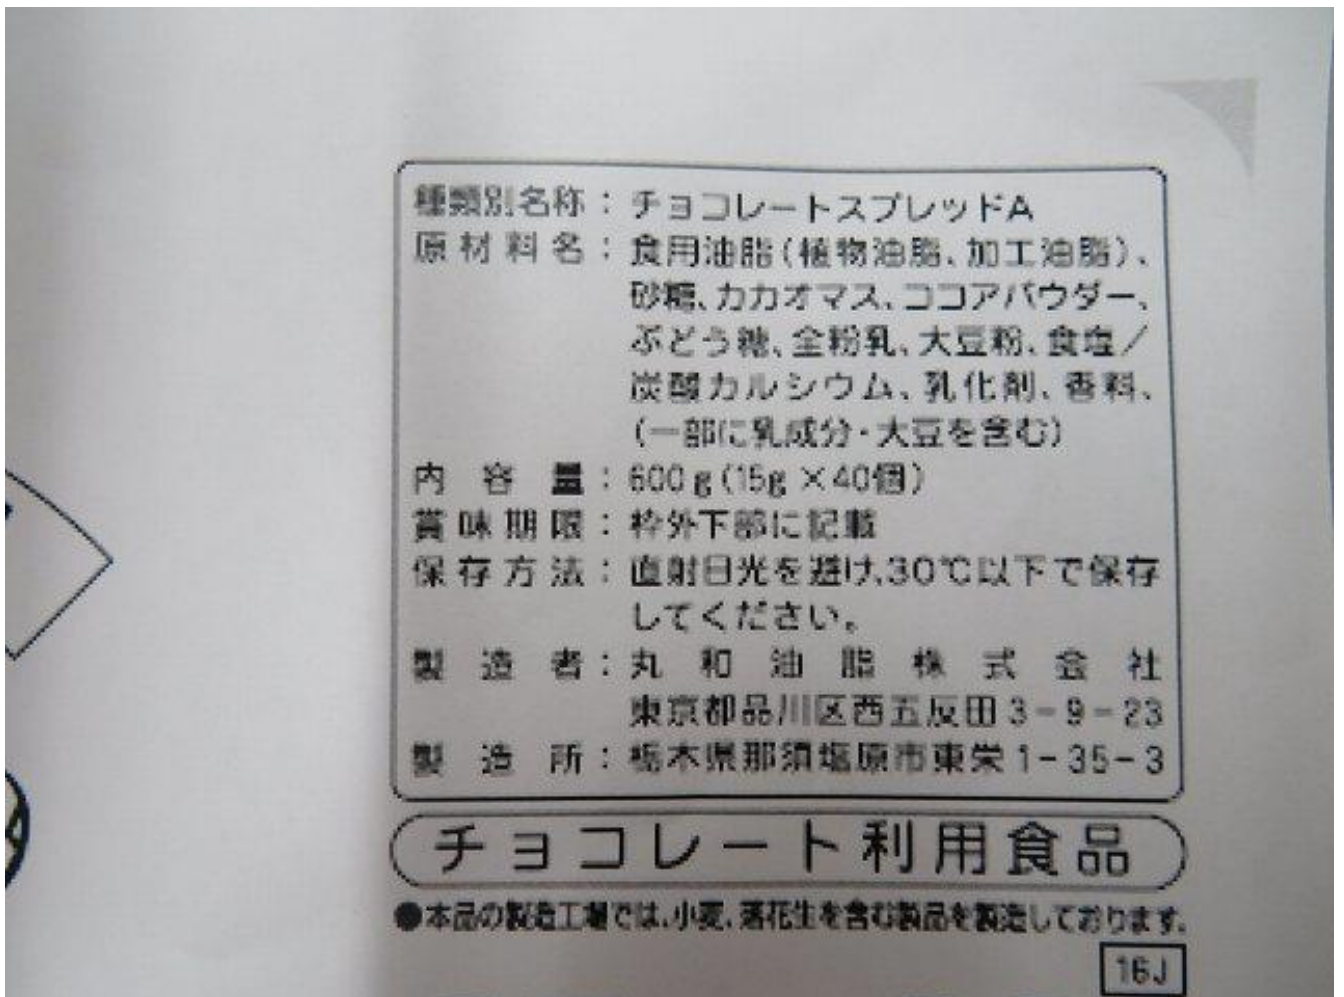 種類別名称：チョコレートスプレッドA
原材料名：食用油脂(植物油脂、加工油脂)、
砂糖、カカオマス、ココアパウダー、
ぶどう糖、全粉乳、大豆粉、食塩／
炭酸カルシウム、乳化剤、香料、
(一部に乳成分・大豆を含む)
内容量：600g(15g×40個)
賞味期限：枠外下部に記載
保存方法：直射日光を避け、30℃以下で保存
してください。
製造者：丸和油脂株式会社
東京都品川区西五反田3-9-23
製造所：栃木県那須塩原市東栄1-35-3
チョコレート利用食品
●本品の製造工場では、小麦、落花生を含む製品を製造しております。
16J